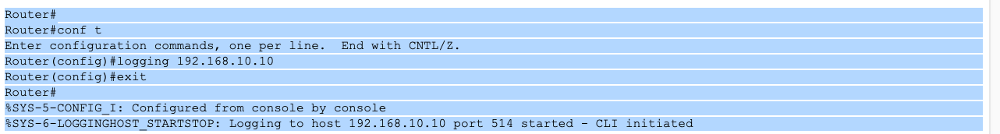 Router#
Router#conf t
Enter configuration commands, one per line.  End with CNTL/Z.
Router(config)#logging 192.168.10.10
Router(config)#exit
Router#
%SYS-5-CONFIG_I: Configured from console by console
%SYS-6-LOGGINGHOST_STARTSTOP: Logging to host 192.168.10.10 port 514 started - CLI initiated